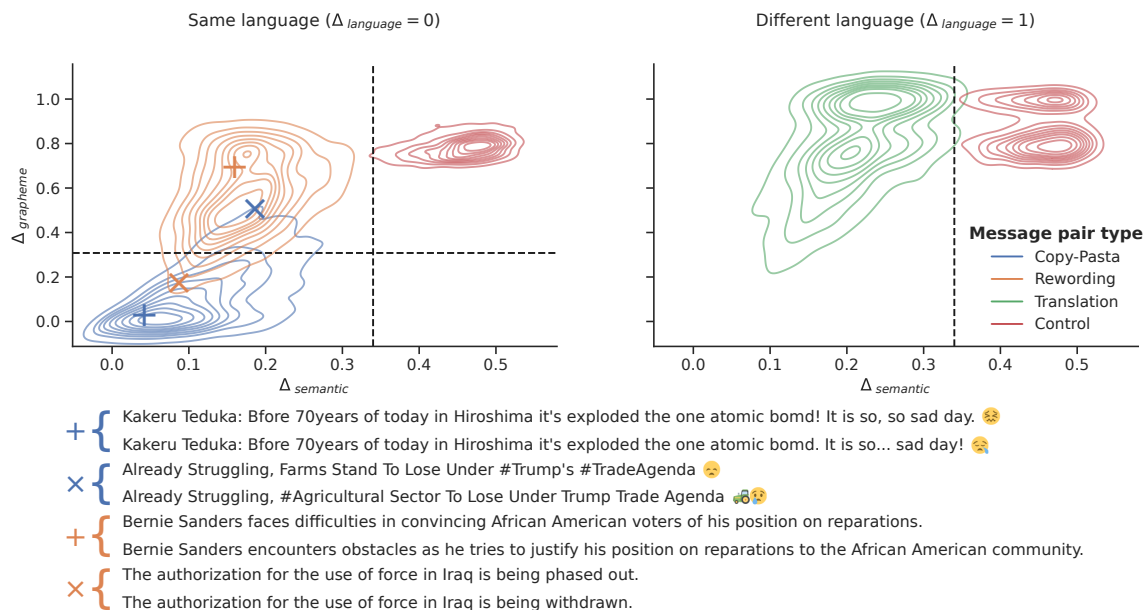 Same language (Δ language = 0)
Different language (Δ language = 1)
Δ grapheme
1.0
0.8
0.6
0.4
0.2
0.0
0.0 0.1 0.2 0.3 0.4 0.5
Δ semantic
0.0 0.1 0.2 0.3 0.4 0.5
Δ semantic
Message pair type
Copy-Pasta
Rewording
Translation
Control
+ { Kakeru Teduka: Bfore 70years of today in Hiroshima it's exploded the one atomic bomd! It is so, so sad day. 😖
Kakeru Teduka: Bfore 70years of today in Hiroshima it's exploded the one atomic bomd. It is so... sad day! 😪
× { Already Struggling, Farms Stand To Lose Under #Trump's #TradeAgenda 😞
Already Struggling, #Agricultural Sector To Lose Under Trump Trade Agenda 🚜😢
+ { Bernie Sanders faces difficulties in convincing African American voters of his position on reparations.
Bernie Sanders encounters obstacles as he tries to justify his position on reparations to the African American community.
× { The authorization for the use of force in Iraq is being phased out.
The authorization for the use of force in Iraq is being withdrawn.